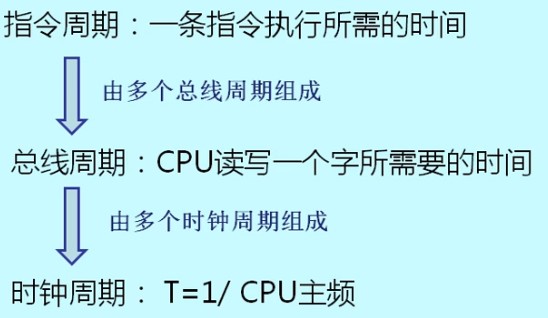 指令周期：一条指令执行所需的时间
由多个总线周期组成
总线周期：CPU读写一个字所需要的时间
由多个时钟周期组成
时钟周期： T=1/ CPU主频